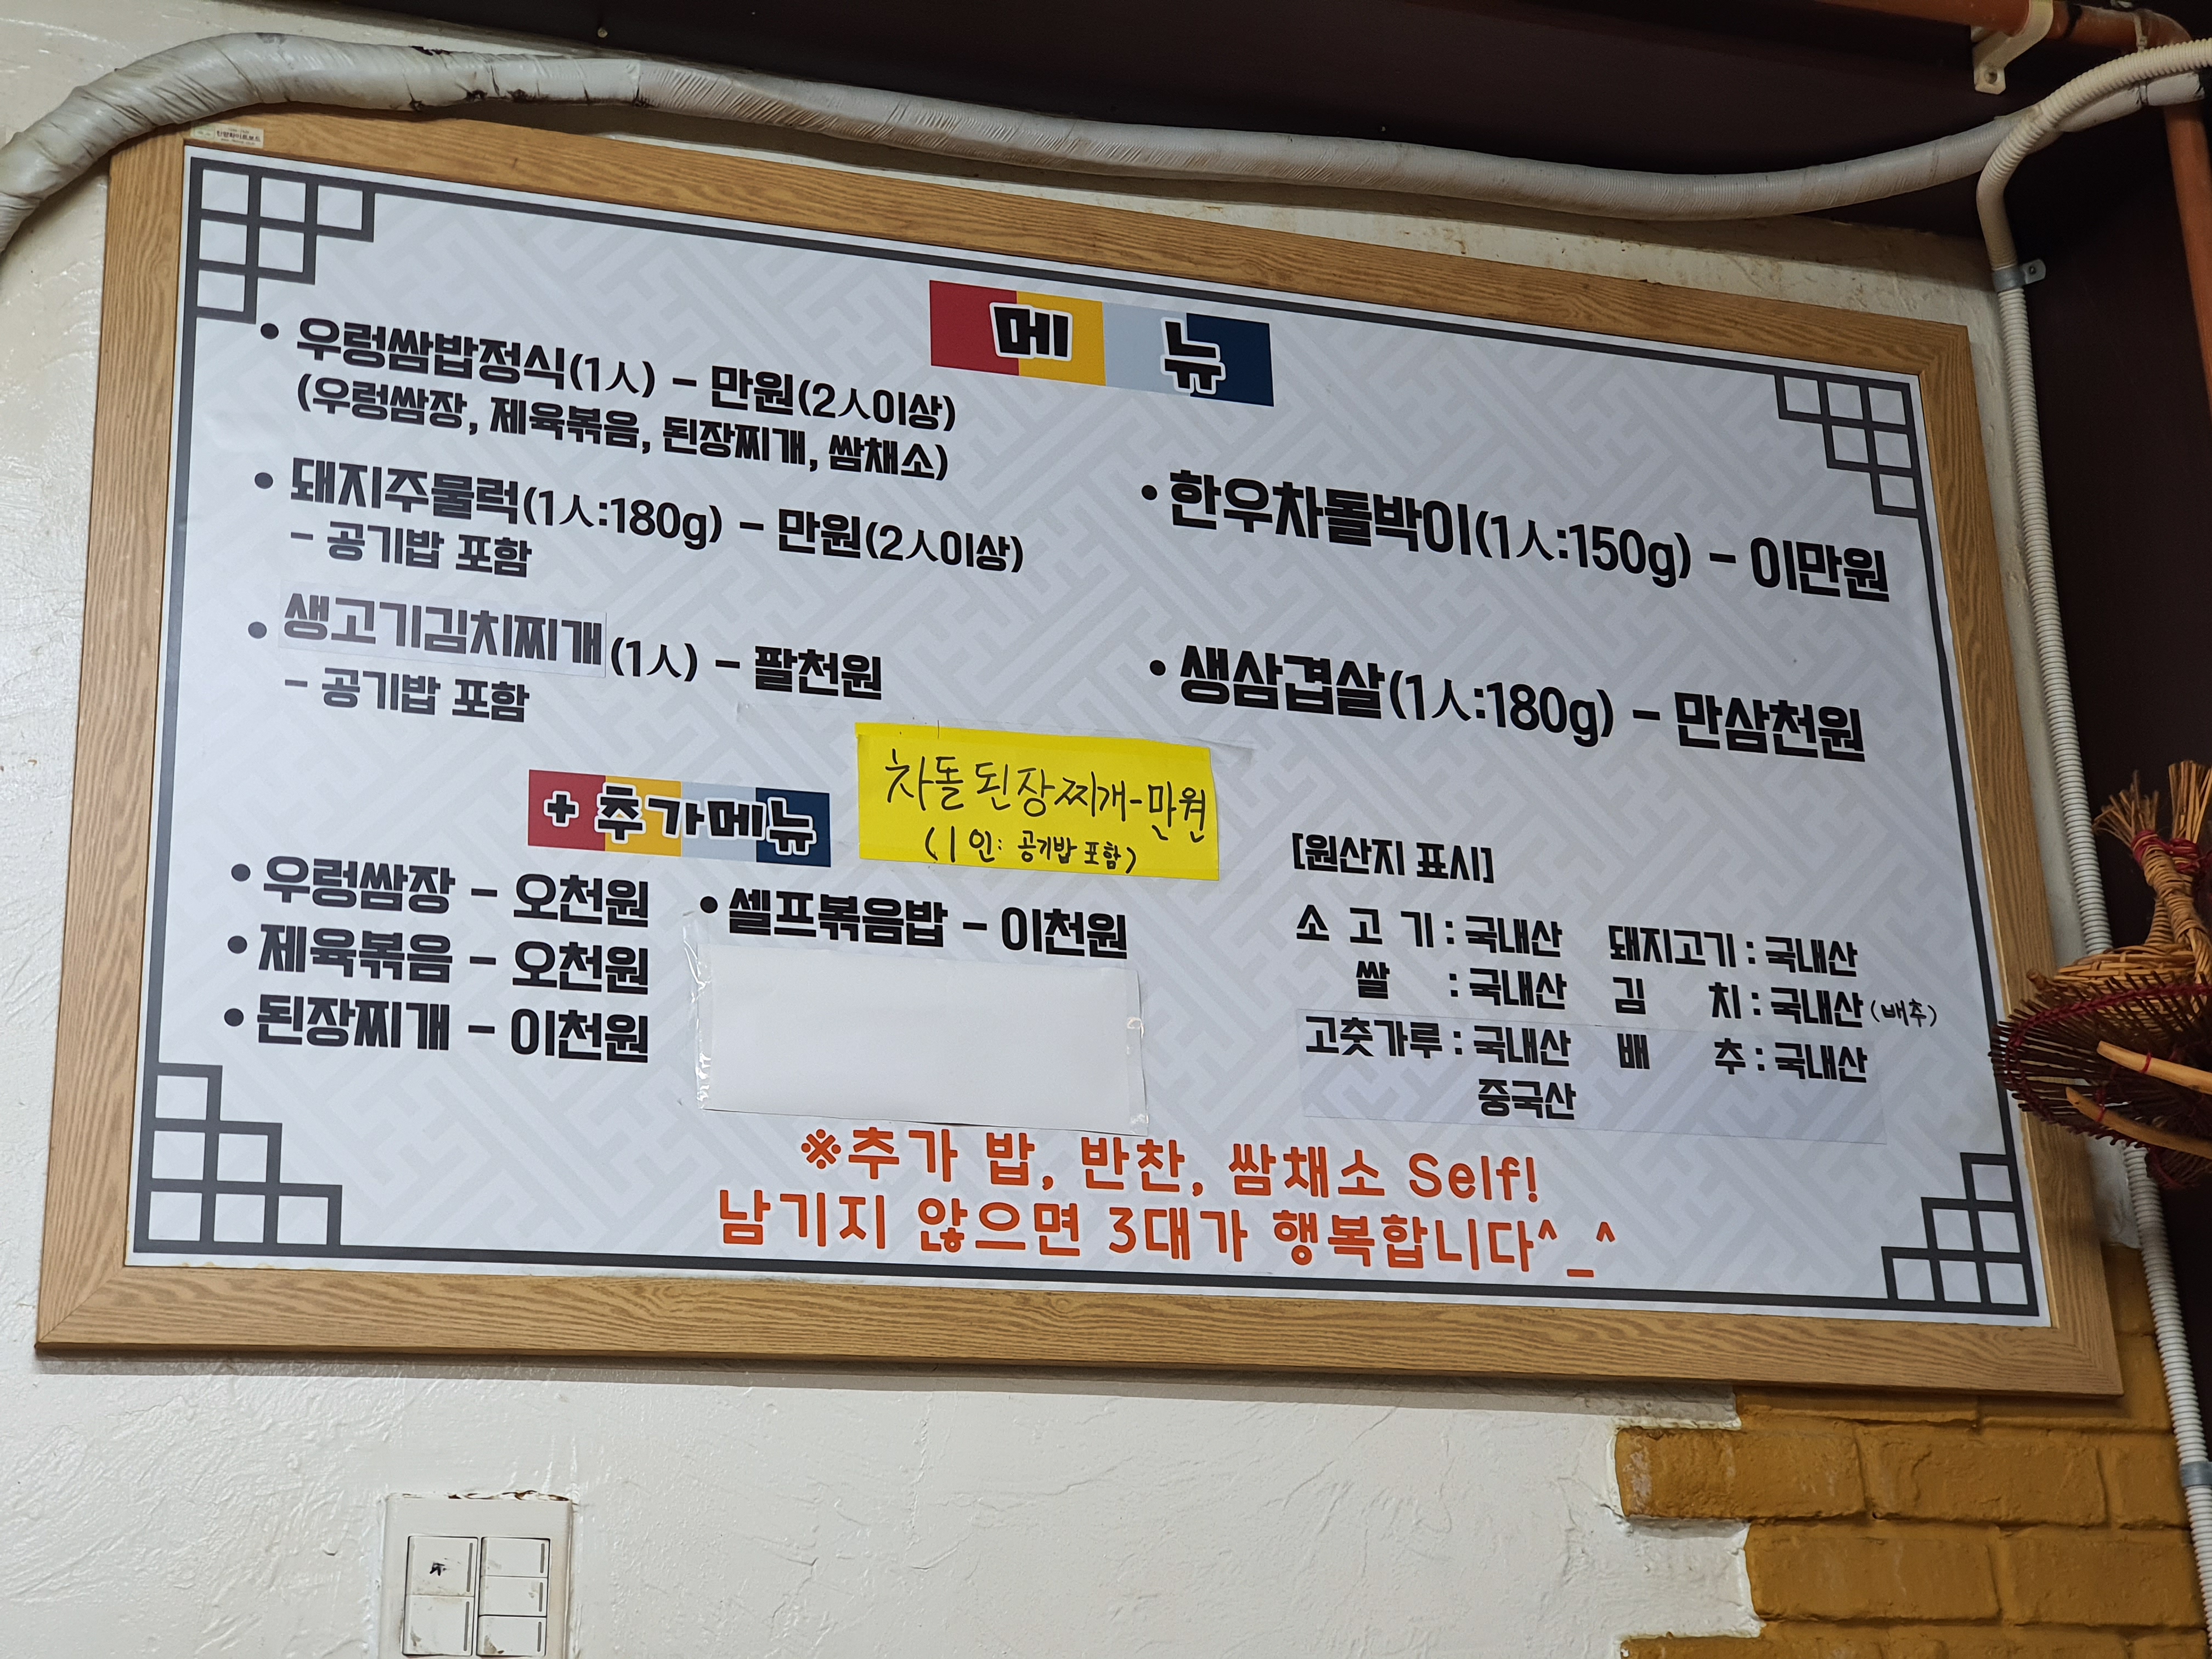 메뉴
• 우렁쌈밥정식(1人) - 만원(2人이상)
(우렁쌈장, 제육볶음, 된장찌개, 쌈채소)
• 돼지주물럭(1人:180g) - 만원(2人이상)
- 공기밥 포함
• 생고기김치찌개(1人) - 팔천원
- 공기밥 포함
• 한우차돌박이(1人:150g) - 이만원
• 생삼겹살(1人:180g) - 만삼천원
차돌된장찌개-만원
(1인: 공기밥 포함)
+ 추가메뉴
• 우렁쌈장 - 오천원
• 제육볶음 - 오천원
• 된장찌개 - 이천원
• 셀프볶음밥 - 이천원
[원산지 표시]
소 고 기 : 국내산 돼지고기 : 국내산
쌀 : 국내산 김 치 : 국내산 (배추)
고춧가루 : 국내산 배 추 : 국내산
중국산
※추가 밥, 반찬, 쌈채소 Self!
남기지 않으면 3대가 행복합니다^_^